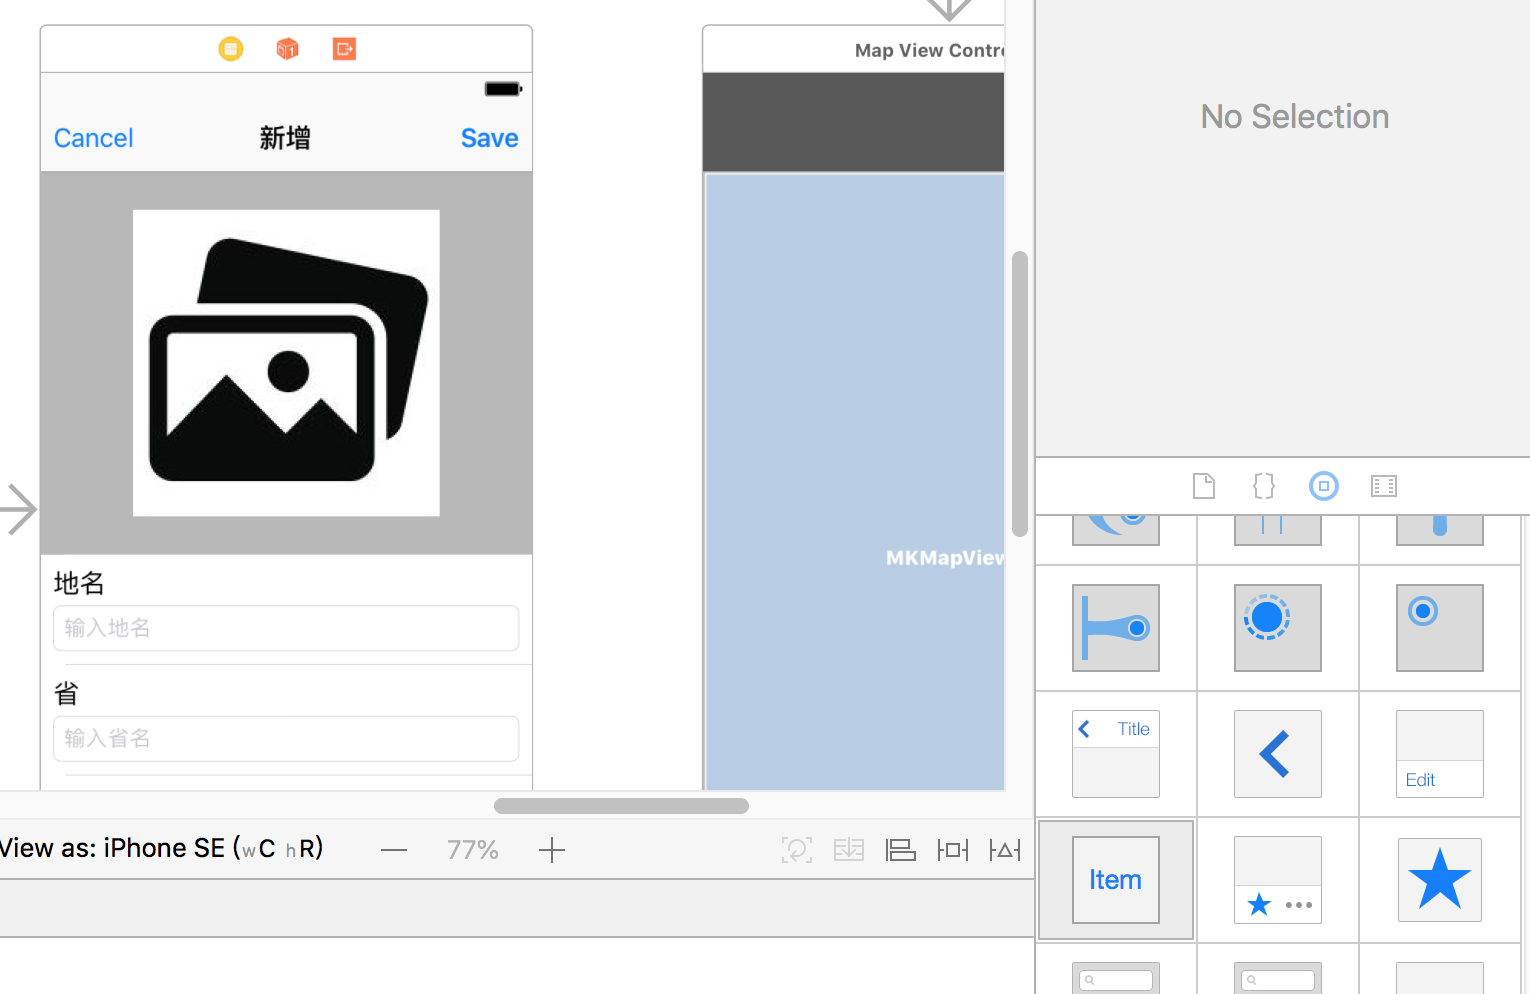 Map View Contro
No Selection
Cancel
新增
Save
MKMapView
地名
输入地名
省
输入省名
View as: iPhone SE (wC hR)
77%
Title
Edit
Item